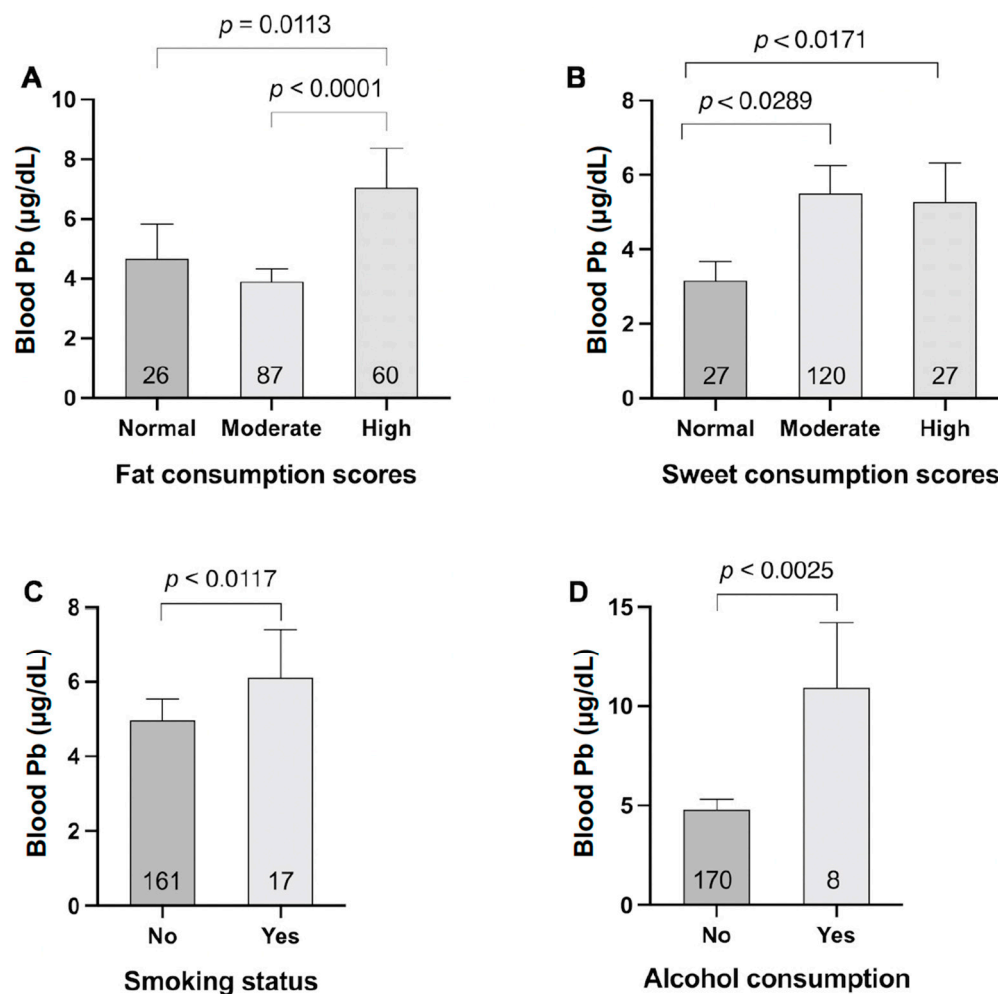 A
p = 0.0113
p < 0.0001
Blood Pb (µg/dL)
10
8
6
4
2
0
26
87
60
Normal
Moderate
High
Fat consumption scores
B
p < 0.0171
p < 0.0289
Blood Pb (µg/dL)
8
6
4
2
0
27
120
27
Normal
Moderate
High
Sweet consumption scores
C
p < 0.0117
Blood Pb (µg/dL)
8
6
4
2
0
161
17
No
Yes
Smoking status
D
p < 0.0025
Blood Pb (µg/dL)
15
10
5
0
170
8
No
Yes
Alcohol consumption